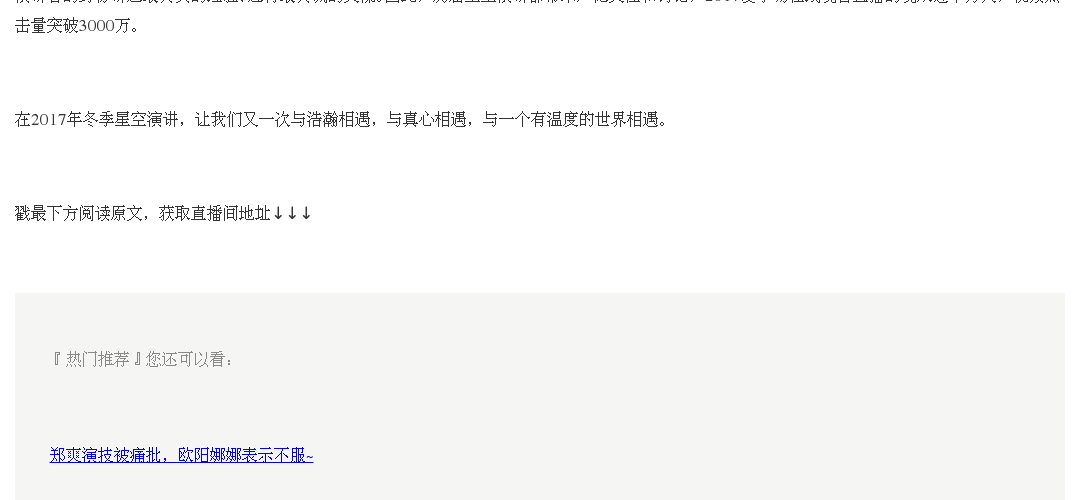 击量突破3000万。
在2017年冬季星空演讲，让我们又一次与浩瀚相遇，与真心相遇，与一个有温度的世界相遇。
戳最下方阅读原文，获取直播间地址↓↓↓
『热门推荐』您还可以看：
郑爽演技被痛批，欧阳娜娜表示不服~